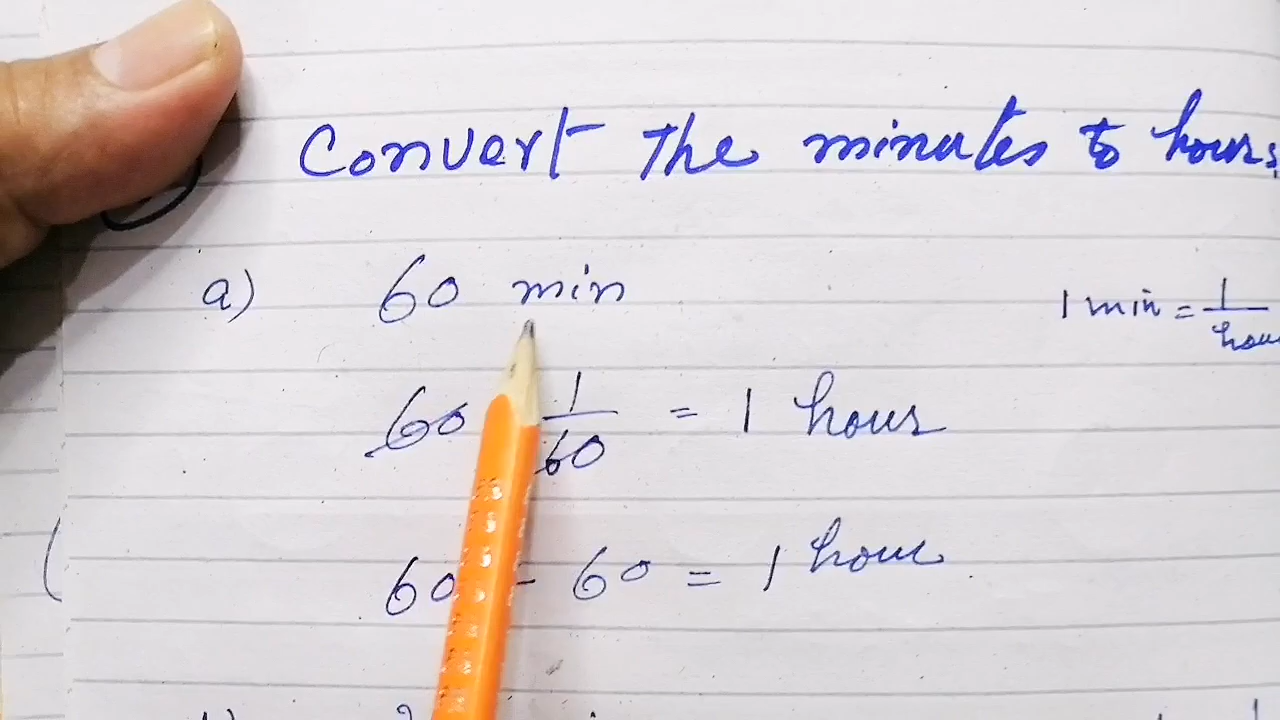 Convert the minutes to hours
a) 60 min
1 min = 1/hou
60 1/60 = 1 hour
60 - 60 = 1 hour